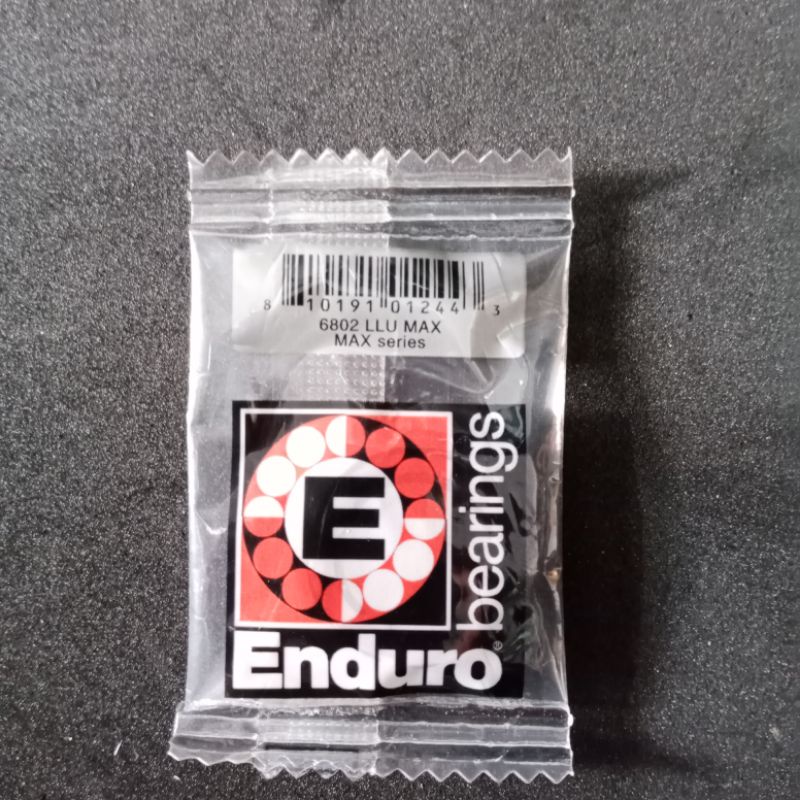 8 10191 01244 3
6802 LLU MAX
MAX series
E
bearings
Enduro®